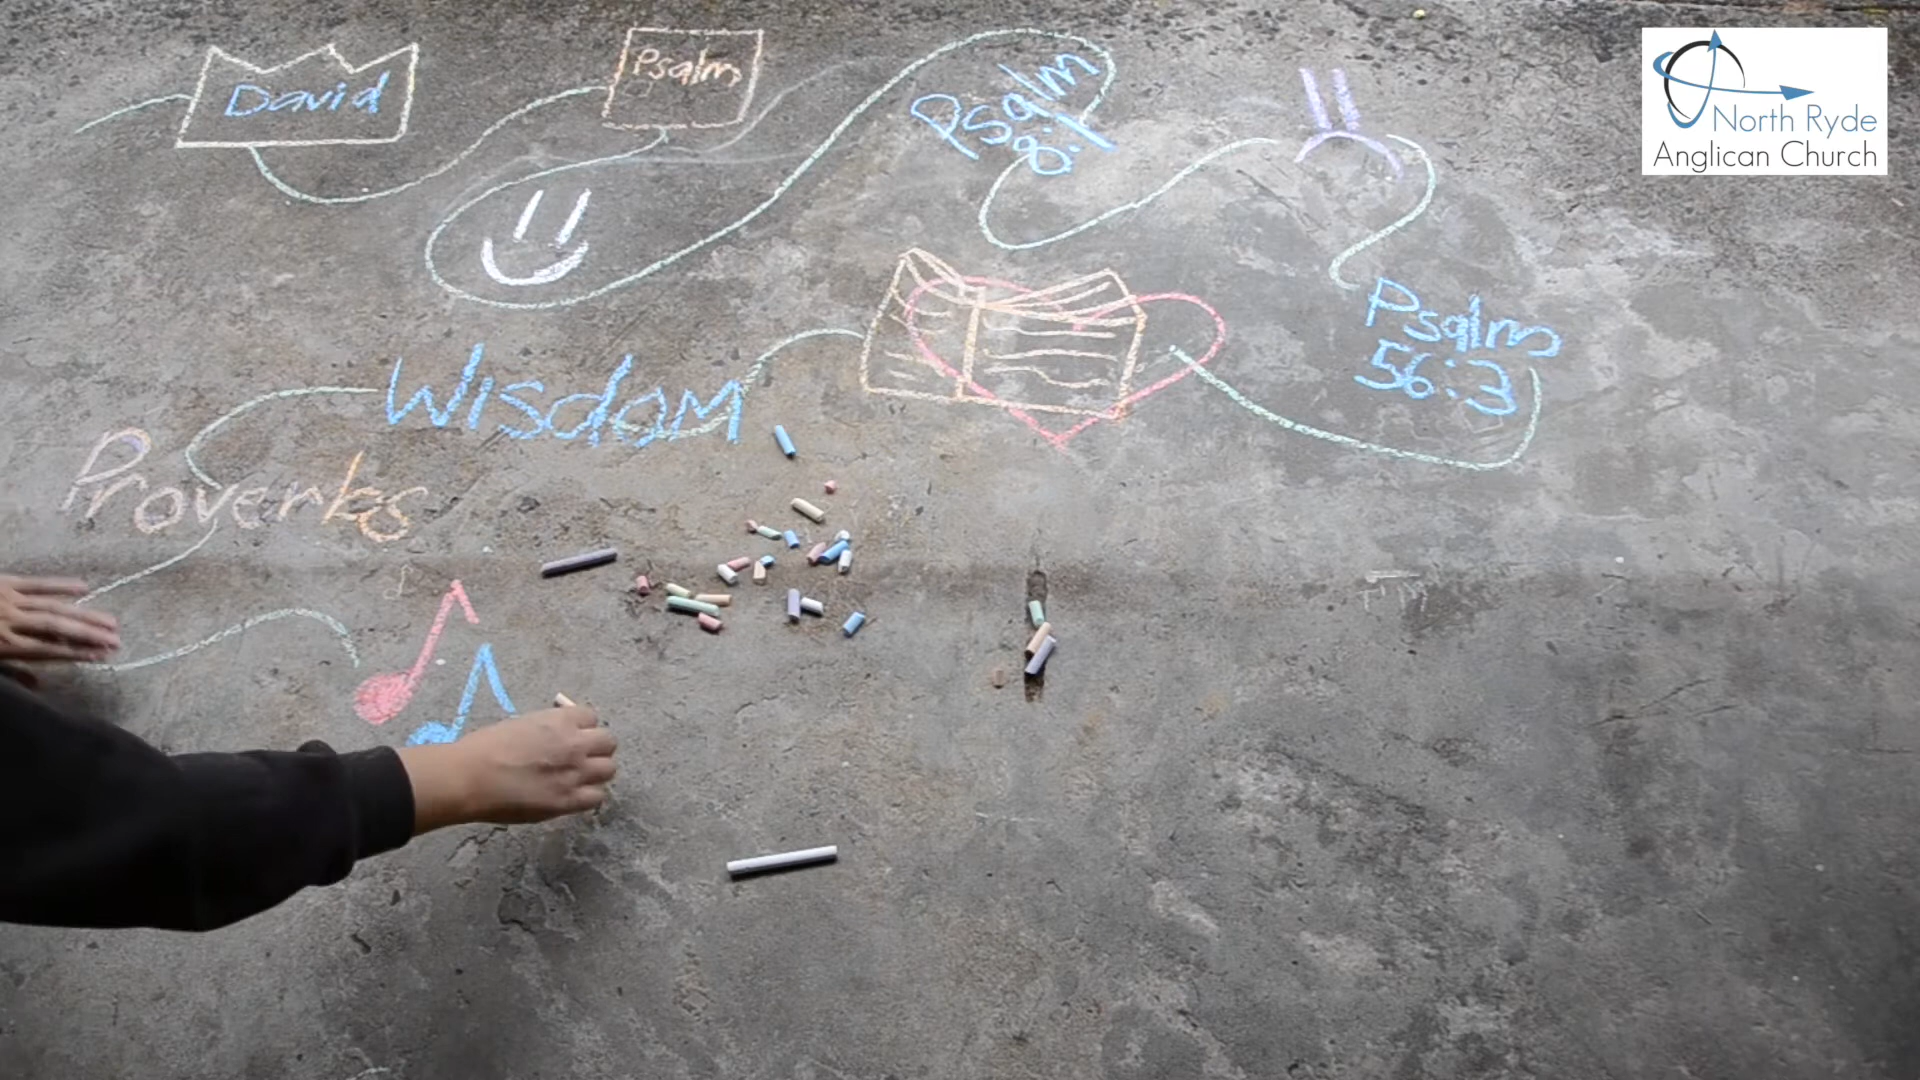 David
Psalm
Psalm
8:1
North Ryde
Anglican Church
Psalm
56:3
Wisdom
Proverbs